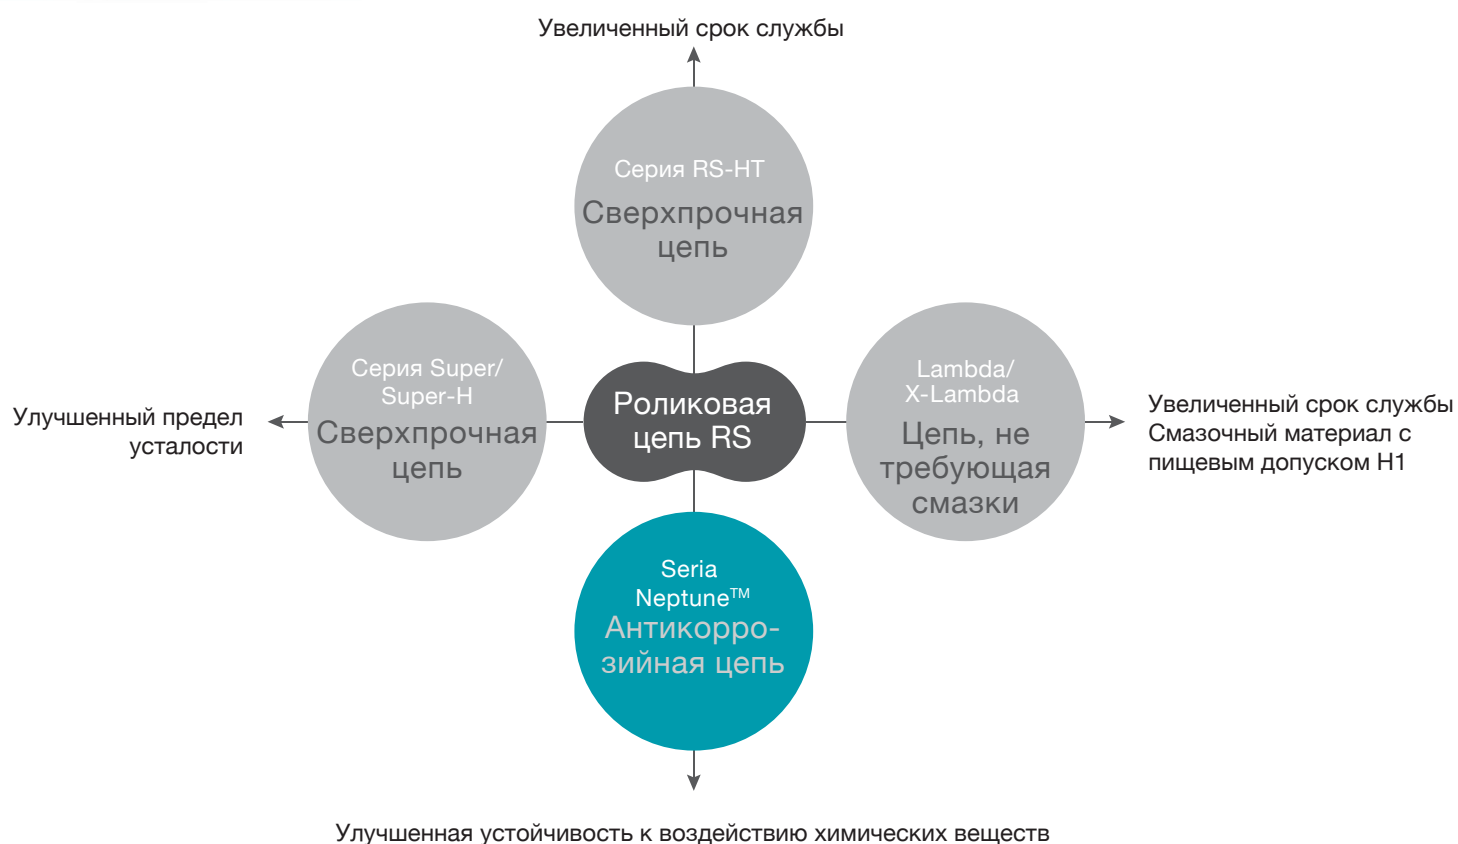 Увеличенный срок службы
Серия RS-HT
Сверхпрочная
цепь
Серия Super/
Super-H
Сверхпрочная
цепь
Улучшенный предел
усталости
Роликовая
цепь RS
Lambda/
X-Lambda
Цепь, не
требующая
смазки
Увеличенный срок службы
Смазочный материал с
пищевым допуском H1
Seria
Neptune™
Антикорро-
зийная цепь
Улучшенная устойчивость к воздействию химических веществ